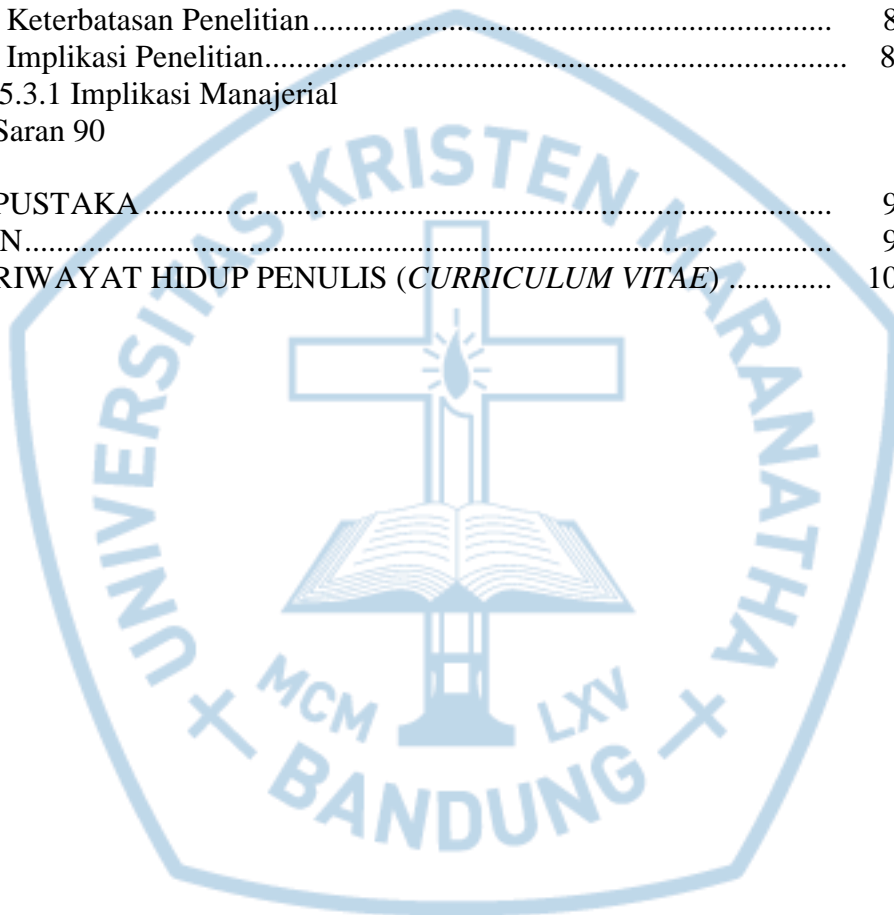 Keterbatasan Penelitian.................................................................. 8
Implikasi Penelitian.......................................................................... 8
5.3.1 Implikasi Manajerial
Saran 90
PUSTAKA....................................................................................... 9
N...................................................................................................... 9
RIWAYAT HIDUP PENULIS (CURRICULUM VITAE) ............. 10
UNIVERSITAS KRISTEN MARANATHA
MCM LXV
BANDUNG